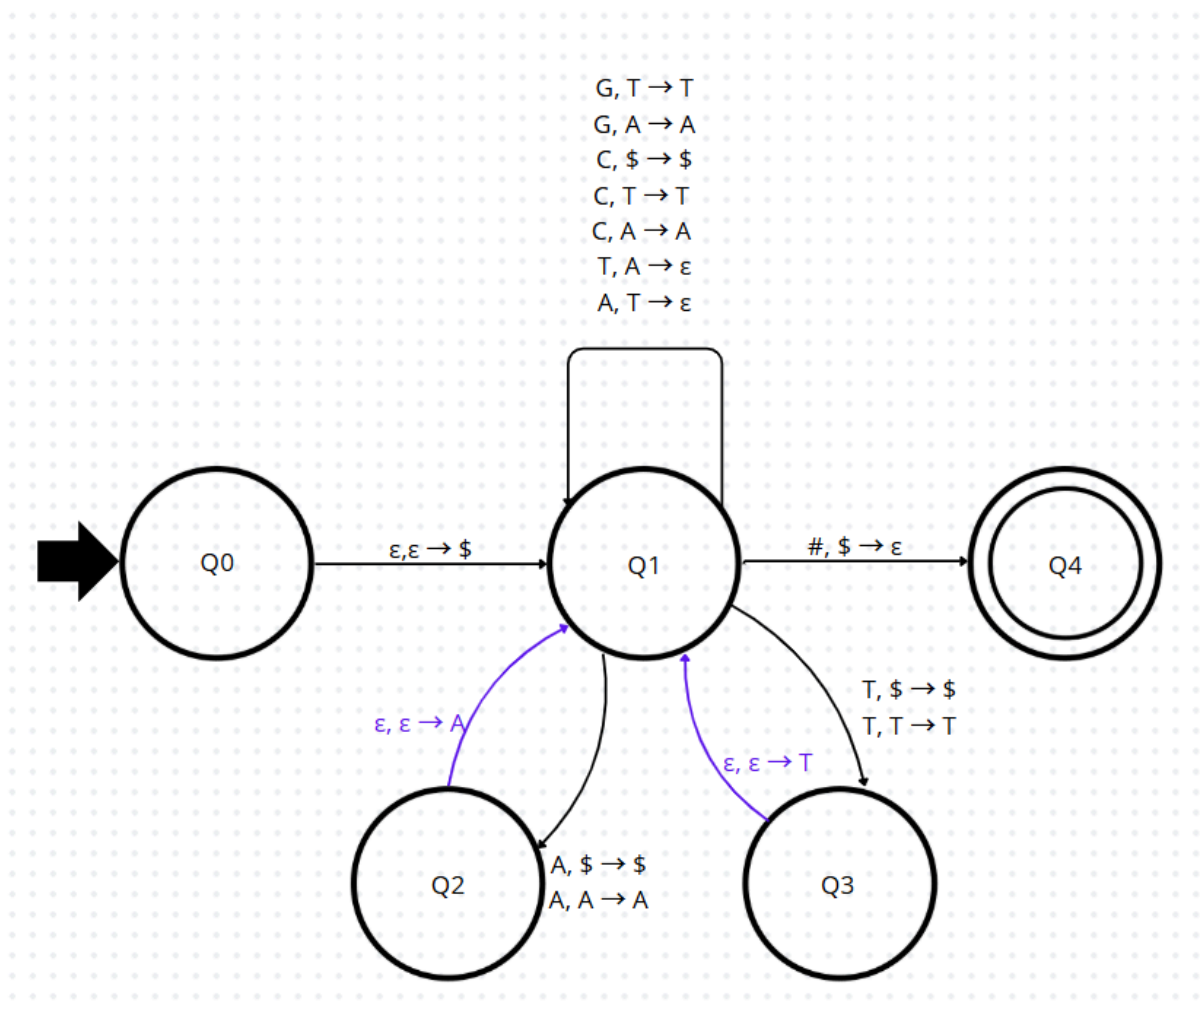 G, T → T
G, A → A
C, $ → $
C, T → T
C, A → A
T, A → ε
A, T → ε
Q0
ε,ε → $
Q1
#, $ → ε
Q4
T, $ → $
T, T → T
ε, ε → A
ε, ε → T
A, $ → $
A, A → A
Q2
Q3